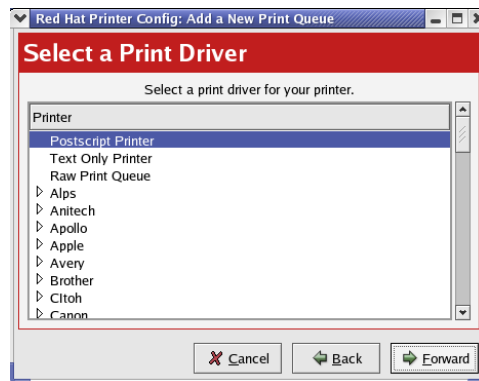 Red Hat Printer Config: Add a New Print Queue
Select a Print Driver
Select a print driver for your printer.
Printer
Postscript Printer
Text Only Printer
Raw Print Queue
Alps
Anitech
Apollo
Apple
Avery
Brother
CItoh
Canon
Cancel
Back
Forward